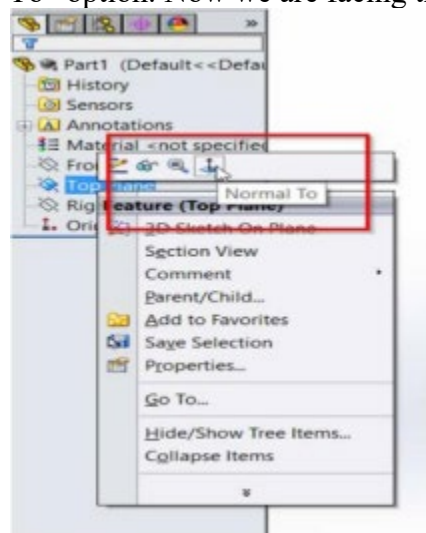 To" option. Now we are facing t
»
Part1 (Default<<Defau
History
Sensors
Annotations
Material <not specified
Fro
Top Plane
Normal To
Rig
Feature (Top Plane)
Ori
2D Sketch On Plane
Section View
Comment
Parent/Child...
Add to Favorites
Save Selection
Properties...
Go To...
Hide/Show Tree Items...
Collapse Items